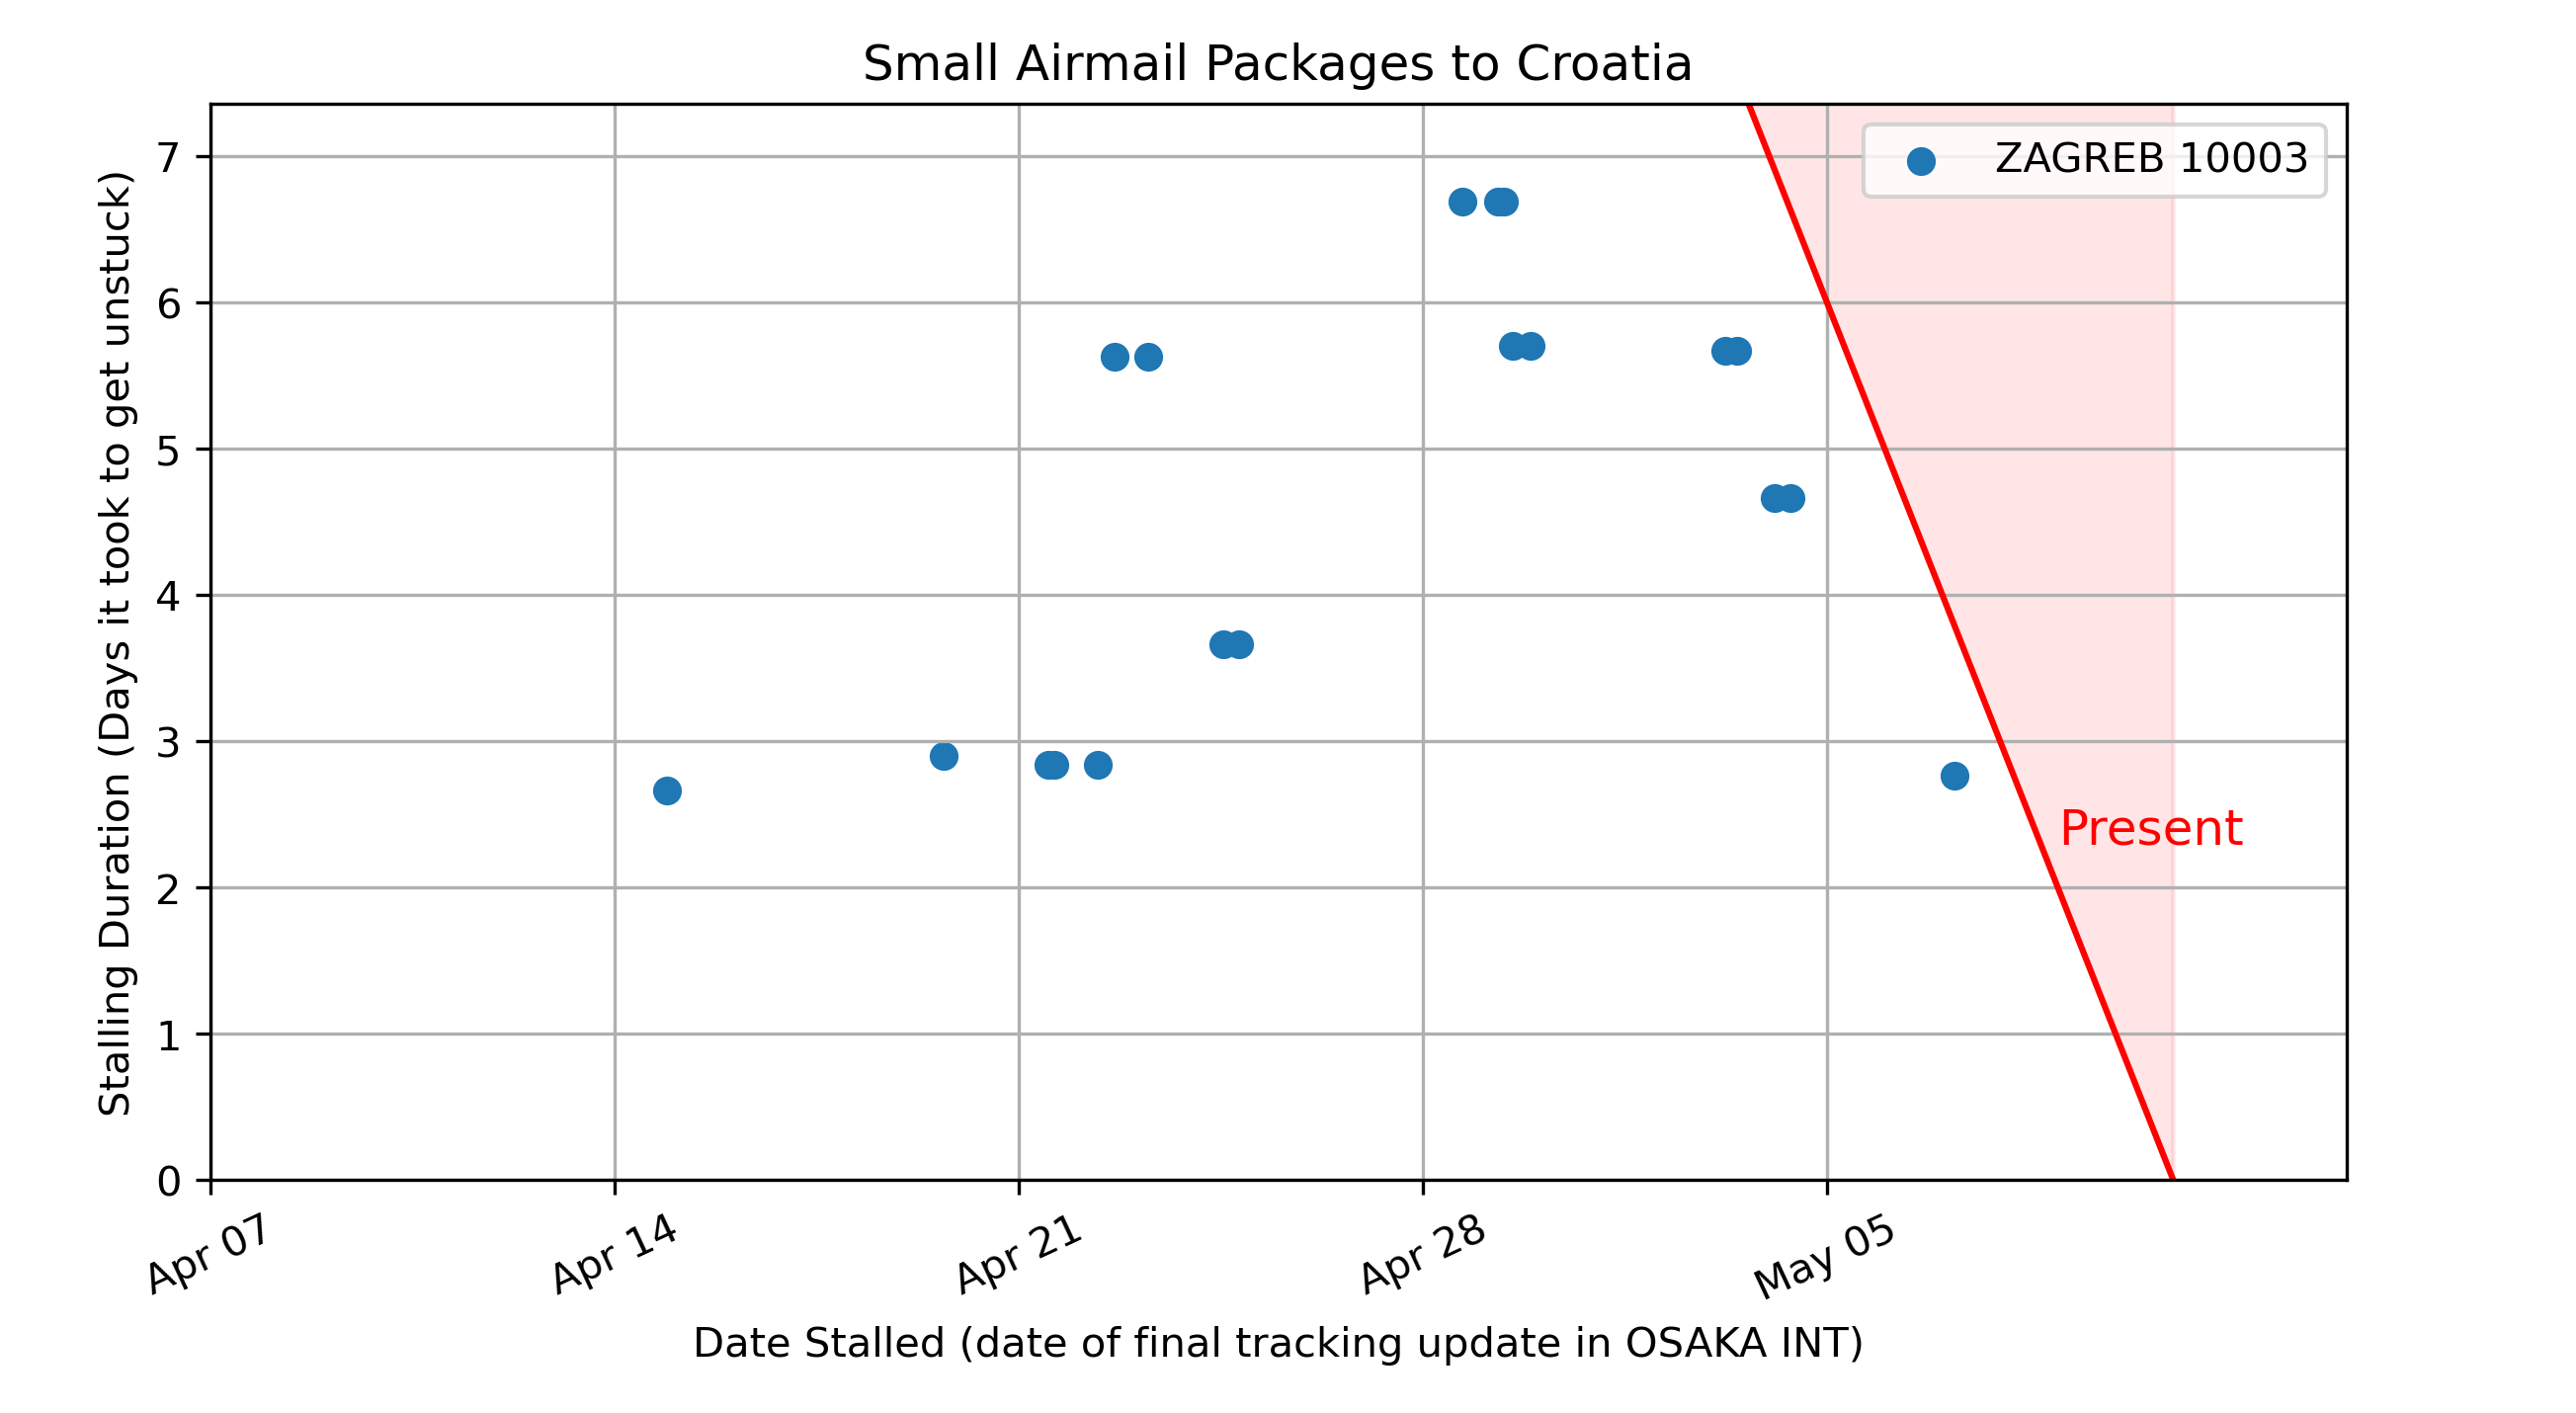 Small Airmail Packages to Croatia
ZAGREB 10003
Stalling Duration (Days it took to get unstuck)
7
6
5
4
3
2
1
0
Present
Apr 07
Apr 14
Apr 21
Apr 28
May 05
Date Stalled (date of final tracking update in OSAKA INT)